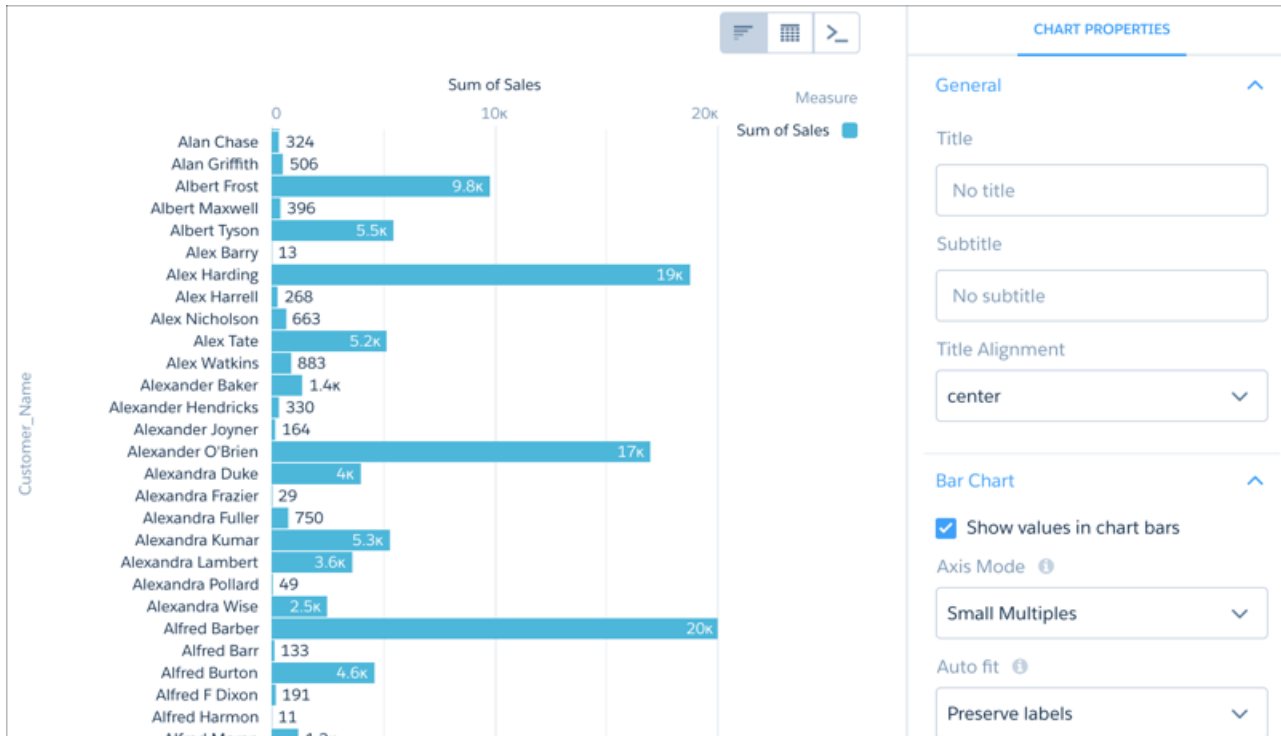 CHART PROPERTIES
Sum of Sales
0 10K 20K
Measure
Sum of Sales
Customer_Name
Alan Chase 324
Alan Griffith 506
Albert Frost 9.8K
Albert Maxwell 396
Albert Tyson 5.5K
Alex Barry 13
Alex Harding 19K
Alex Harrell 268
Alex Nicholson 663
Alex Tate 5.2K
Alex Watkins 883
Alexander Baker 1.4K
Alexander Hendricks 330
Alexander Joyner 164
Alexander O'Brien 17K
Alexandra Duke 4K
Alexandra Frazier 29
Alexandra Fuller 750
Alexandra Kumar 5.3K
Alexandra Lambert 3.6K
Alexandra Pollard 49
Alexandra Wise 2.5K
Alfred Barber 20K
Alfred Barr 133
Alfred Burton 4.6K
Alfred F Dixon 191
Alfred Harmon 11
General
Title
No title
Subtitle
No subtitle
Title Alignment
center
Bar Chart
Show values in chart bars
Axis Mode
Small Multiples
Auto fit
Preserve labels